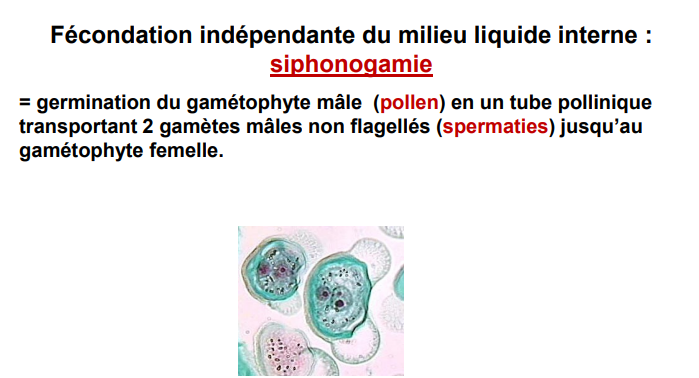 Fécondation indépendante du milieu liquide interne :
siphonogamie
= germination du gamétophyte mâle (pollen) en un tube pollinique
transportant 2 gamètes mâles non flagellés (spermaties) jusqu'au
gamétophyte femelle.